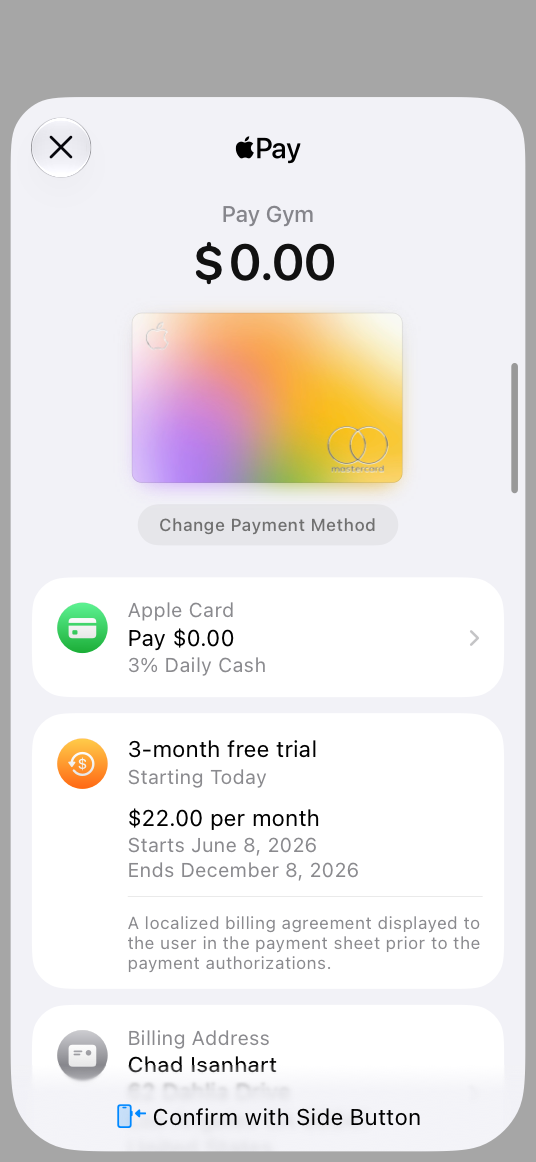 Pay
Pay Gym
$0.00
mastercard
Change Payment Method
Apple Card
Pay $0.00
3% Daily Cash
3-month free trial
Starting Today
$22.00 per month
Starts June 8, 2026
Ends December 8, 2026
A localized billing agreement displayed to
the user in the payment sheet prior to the
payment authorizations.
Billing Address
Chad Isanhart
Dahlia Drive
Confirm with Side Button